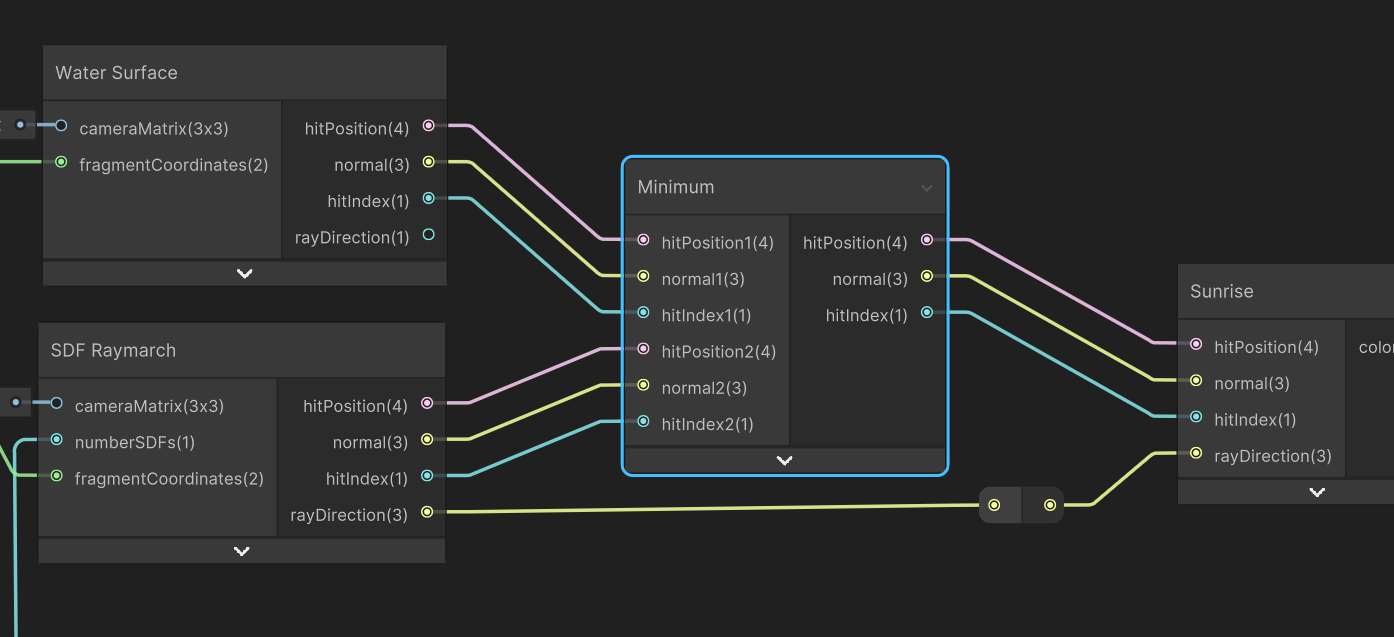 Water Surface
cameraMatrix(3x3)
fragmentCoordinates(2)
hitPosition(4)
normal(3)
hitIndex(1)
rayDirection(1)
SDF Raymarch
cameraMatrix(3x3)
numberSDFs(1)
fragmentCoordinates(2)
hitPosition(4)
normal(3)
hitIndex(1)
rayDirection(3)
Minimum
hitPosition1(4)
normal1(3)
hitIndex1(1)
hitPosition2(4)
normal2(3)
hitIndex2(1)
hitPosition(4)
normal(3)
hitIndex(1)
Sunrise
hitPosition(4)
normal(3)
hitIndex(1)
rayDirection(3)